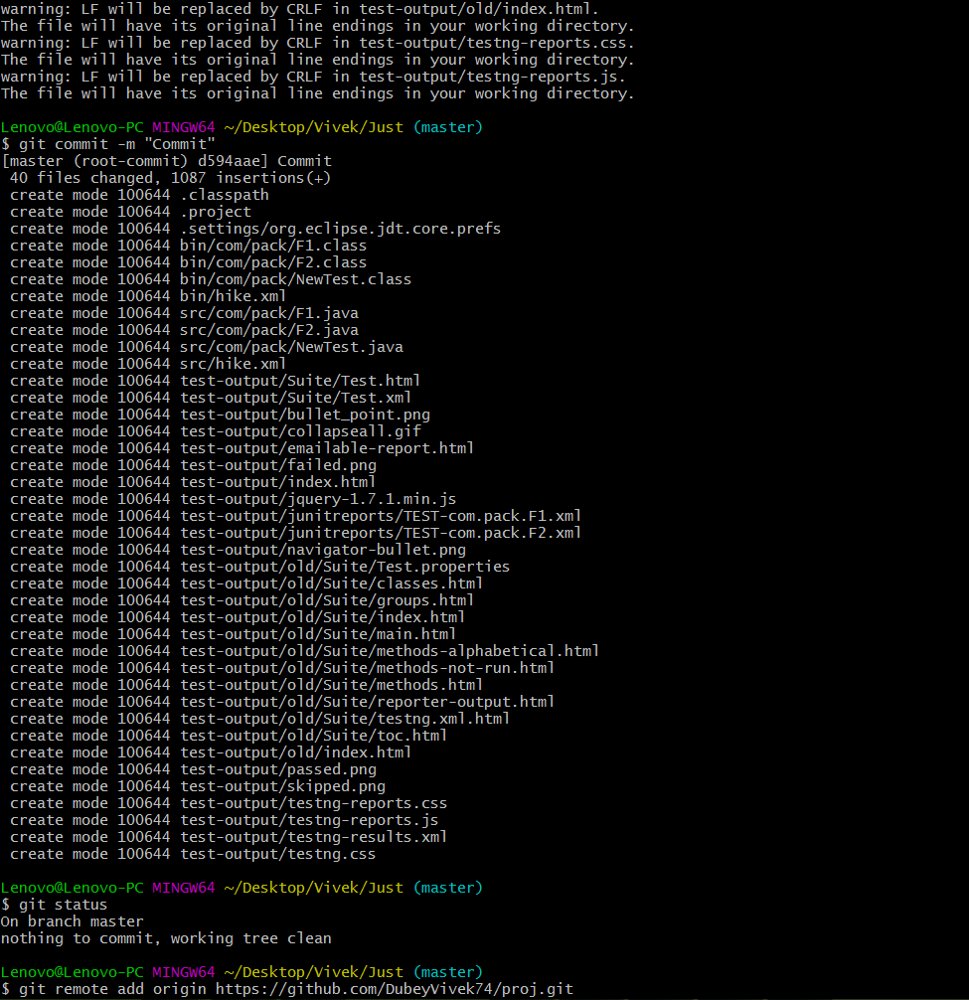 warning: LF will be replaced by CRLF in test-output/old/index.html.
The file will have its original line endings in your working directory.
warning: LF will be replaced by CRLF in test-output/testng-reports.css.
The file will have its original line endings in your working directory.
warning: LF will be replaced by CRLF in test-output/testng-reports.js.
The file will have its original line endings in your working directory.
Lenovo@Lenovo-PC MINGW64 ~/Desktop/Vivek/Just (master)
$ git commit -m "Commit"
[master (root-commit) d594aae] Commit
 40 files changed, 1087 insertions(+)
 create mode 100644 .classpath
 create mode 100644 .project
 create mode 100644 .settings/org.eclipse.jdt.core.prefs
 create mode 100644 bin/com/pack/F1.class
 create mode 100644 bin/com/pack/F2.class
 create mode 100644 bin/com/pack/NewTest.class
 create mode 100644 bin/hike.xml
 create mode 100644 src/com/pack/F1.java
 create mode 100644 src/com/pack/F2.java
 create mode 100644 src/com/pack/NewTest.java
 create mode 100644 src/hike.xml
 create mode 100644 test-output/Suite/Test.html
 create mode 100644 test-output/Suite/Test.xml
 create mode 100644 test-output/bullet_point.png
 create mode 100644 test-output/collapseall.gif
 create mode 100644 test-output/emailable-report.html
 create mode 100644 test-output/failed.png
 create mode 100644 test-output/index.html
 create mode 100644 test-output/jquery-1.7.1.min.js
 create mode 100644 test-output/junitreports/TEST-com.pack.F1.xml
 create mode 100644 test-output/junitreports/TEST-com.pack.F2.xml
 create mode 100644 test-output/navigator-bullet.png
 create mode 100644 test-output/old/Suite/Test.properties
 create mode 100644 test-output/old/Suite/classes.html
 create mode 100644 test-output/old/Suite/groups.html
 create mode 100644 test-output/old/Suite/index.html
 create mode 100644 test-output/old/Suite/main.html
 create mode 100644 test-output/old/Suite/methods-alphabetical.html
 create mode 100644 test-output/old/Suite/methods-not-run.html
 create mode 100644 test-output/old/Suite/methods.html
 create mode 100644 test-output/old/Suite/reporter-output.html
 create mode 100644 test-output/old/Suite/testng.xml.html
 create mode 100644 test-output/old/Suite/toc.html
 create mode 100644 test-output/old/index.html
 create mode 100644 test-output/passed.png
 create mode 100644 test-output/skipped.png
 create mode 100644 test-output/testng-reports.css
 create mode 100644 test-output/testng-reports.js
 create mode 100644 test-output/testng-results.xml
 create mode 100644 test-output/testng.css
Lenovo@Lenovo-PC MINGW64 ~/Desktop/Vivek/Just (master)
$ git status
On branch master
nothing to commit, working tree clean
Lenovo@Lenovo-PC MINGW64 ~/Desktop/Vivek/Just (master)
$ git remote add origin https://github.com/DubeyVivek74/proj.git